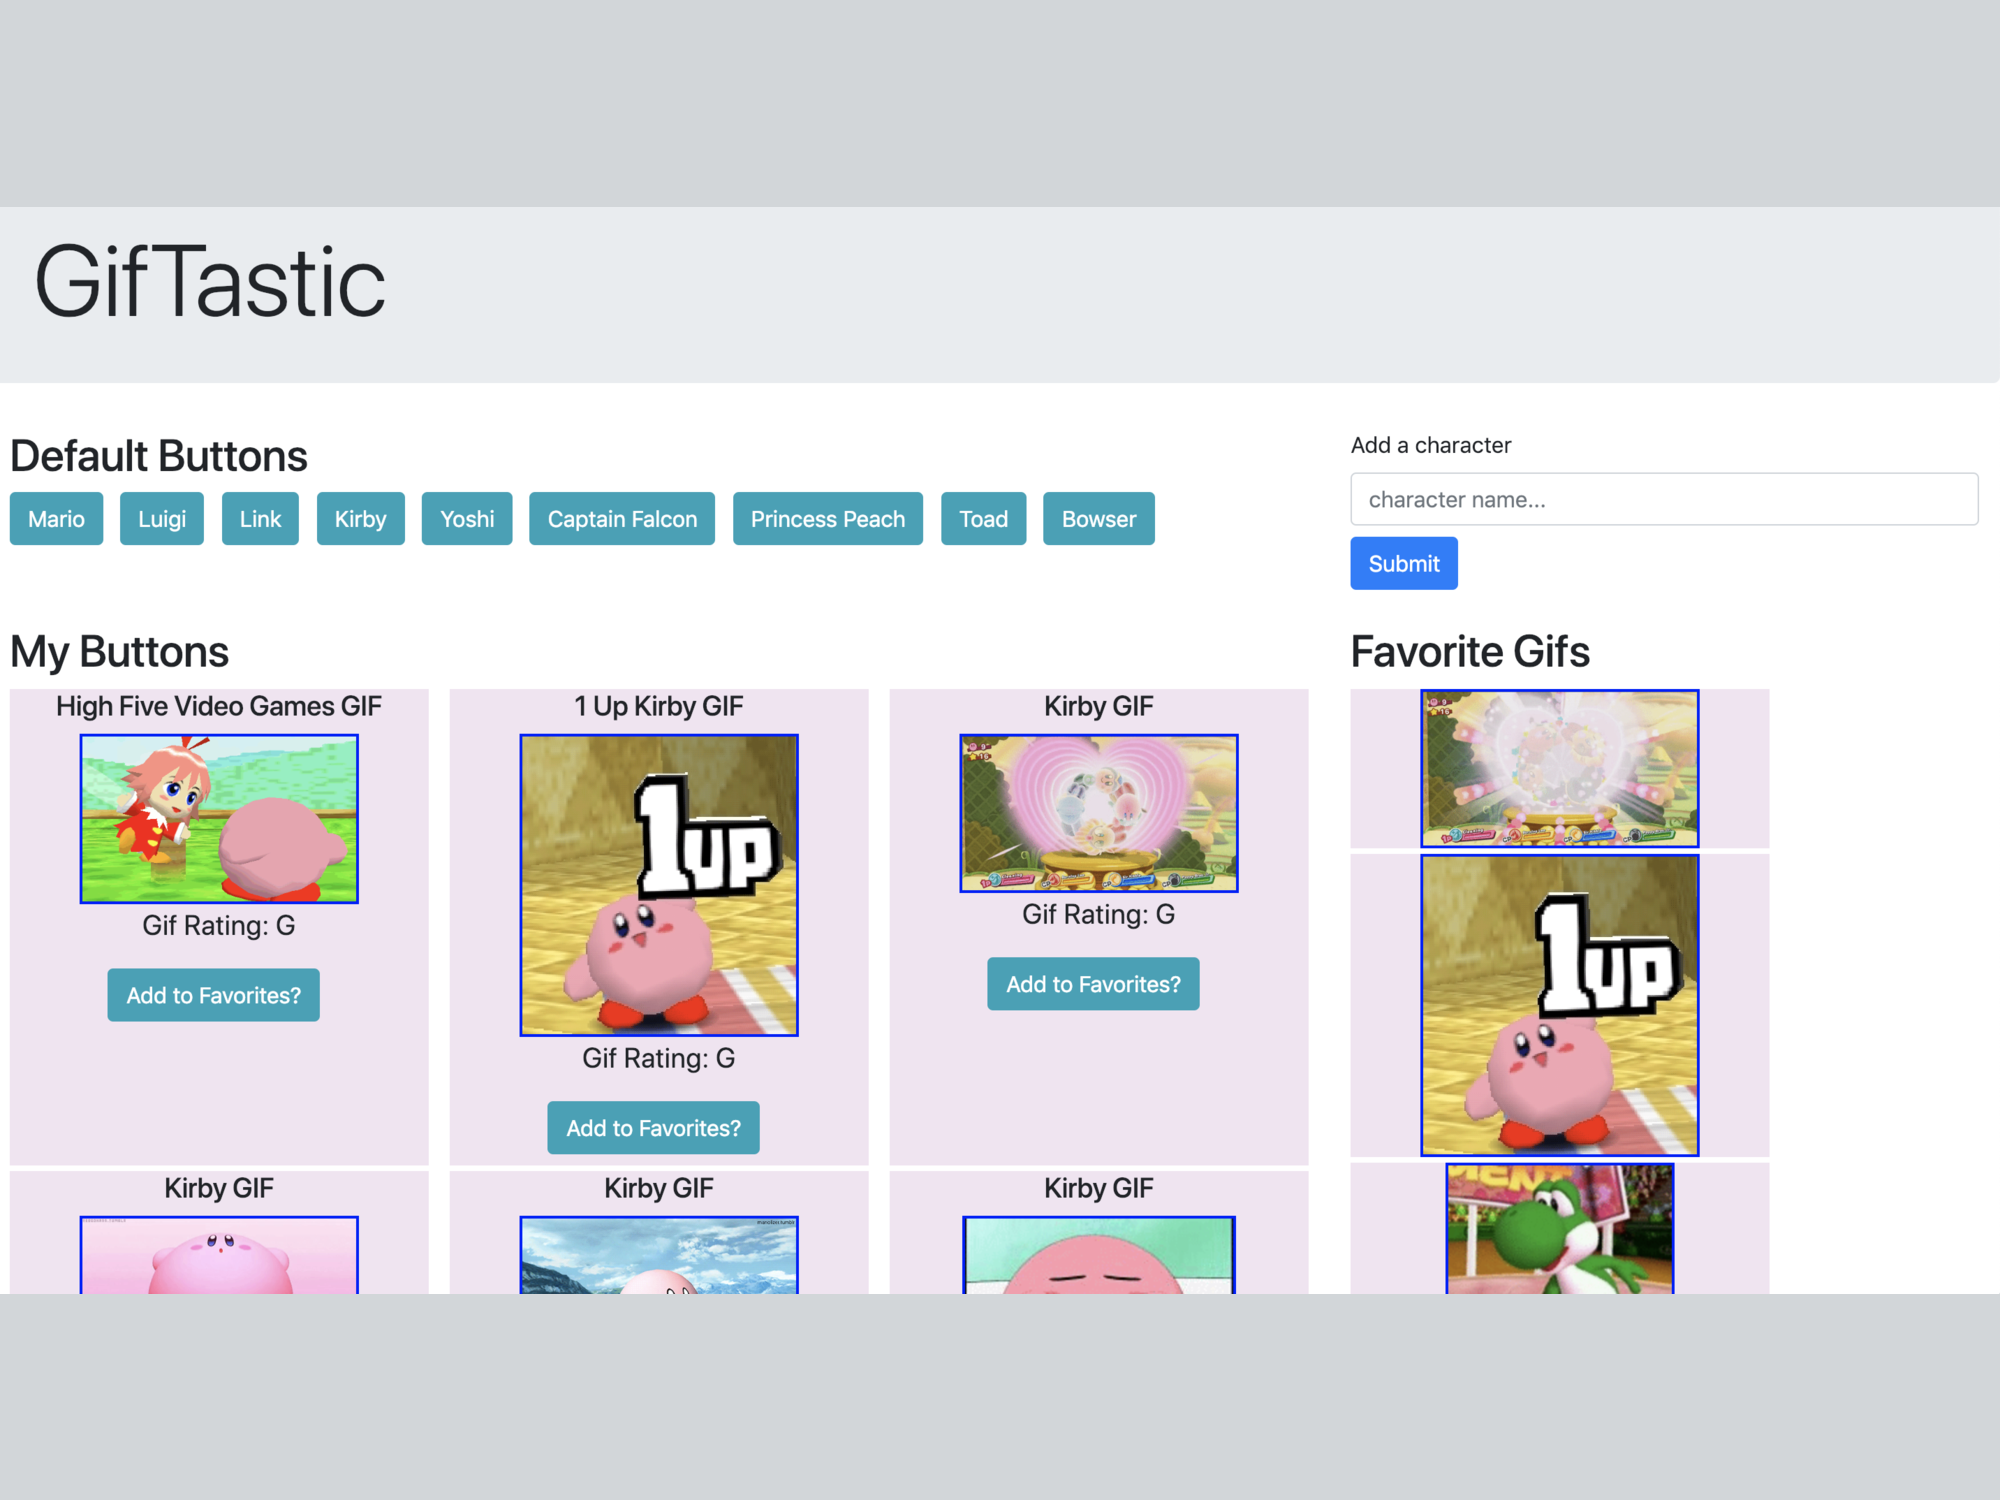 GifTastic
Default Buttons
Mario Luigi Link Kirby Yoshi Captain Falcon Princess Peach Toad Bowser
Add a character
character name...
Submit
My Buttons
High Five Video Games GIF
Gif Rating: G
Add to Favorites?
1 Up Kirby GIF
1UP
Gif Rating: G
Add to Favorites?
Kirby GIF
Gif Rating: G
Add to Favorites?
Kirby GIF
Kirby GIF
Kirby GIF
Favorite Gifs
1UP